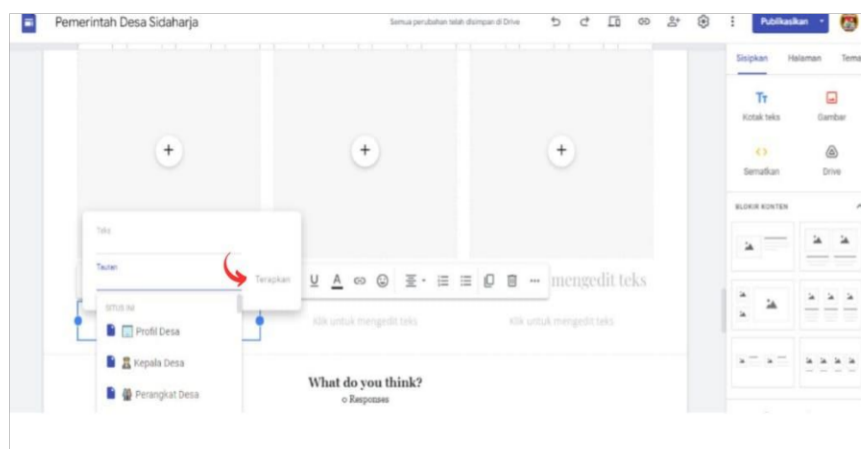 Pemerintah Desa Sidaharja
Semua perubahan telah disimpan di Drive
Publikasikan
Sisipkan Halaman Tema
Kotak teks Gambar
Sematkan Drive
BLOKIR KONTEN
Teks
Tautan
Terapkan
mengedit teks
SITUS INI
Profil Desa
Kepala Desa
Perangkat Desa
Klik untuk mengedit teks Klik untuk mengedit teks
What do you think?
0 Responses